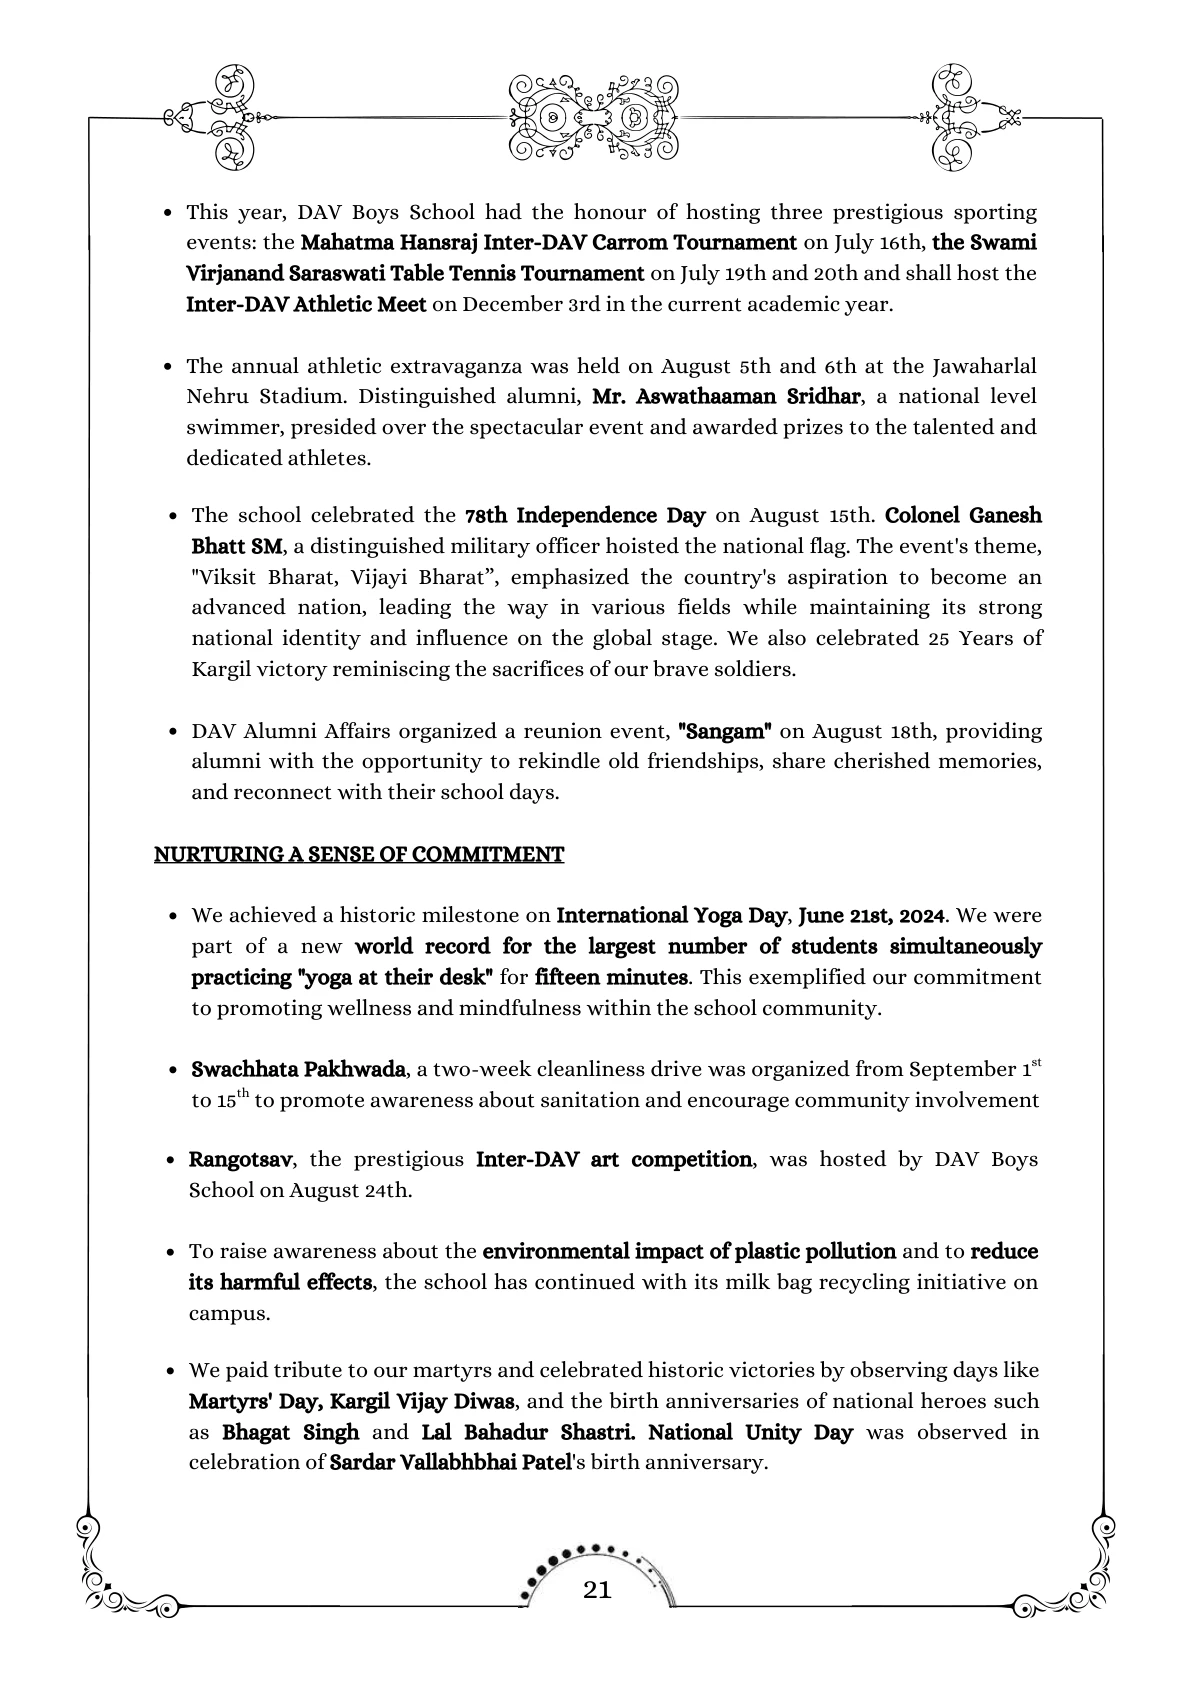 • This year, DAV Boys School had the honour of hosting three prestigious sporting
events: the Mahatma Hansraj Inter-DAV Carrom Tournament on July 16th, the Swami
Virjanand Saraswati Table Tennis Tournament on July 19th and 20th and shall host the
Inter-DAV Athletic Meet on December 3rd in the current academic year.
• The annual athletic extravaganza was held on August 5th and 6th at the Jawaharlal
Nehru Stadium. Distinguished alumni, Mr. Aswathaaman Sridhar, a national level
swimmer, presided over the spectacular event and awarded prizes to the talented and
dedicated athletes.
• The school celebrated the 78th Independence Day on August 15th. Colonel Ganesh
Bhatt SM, a distinguished military officer hoisted the national flag. The event's theme,
"Viksit Bharat, Vijayi Bharat”, emphasized the country's aspiration to become an
advanced nation, leading the way in various fields while maintaining its strong
national identity and influence on the global stage. We also celebrated 25 Years of
Kargil victory reminiscing the sacrifices of our brave soldiers.
• DAV Alumni Affairs organized a reunion event, "Sangam" on August 18th, providing
alumni with the opportunity to rekindle old friendships, share cherished memories,
and reconnect with their school days.
NURTURING A SENSE OF COMMITMENT
• We achieved a historic milestone on International Yoga Day, June 21st, 2024. We were
part of a new world record for the largest number of students simultaneously
practicing "yoga at their desk" for fifteen minutes. This exemplified our commitment
to promoting wellness and mindfulness within the school community.
• Swachhata Pakhwada, a two-week cleanliness drive was organized from September 1st
to 15th to promote awareness about sanitation and encourage community involvement
• Rangotsav, the prestigious Inter-DAV art competition, was hosted by DAV Boys
School on August 24th.
• To raise awareness about the environmental impact of plastic pollution and to reduce
its harmful effects, the school has continued with its milk bag recycling initiative on
campus.
• We paid tribute to our martyrs and celebrated historic victories by observing days like
Martyrs' Day, Kargil Vijay Diwas, and the birth anniversaries of national heroes such
as Bhagat Singh and Lal Bahadur Shastri. National Unity Day was observed in
celebration of Sardar Vallabhbhai Patel's birth anniversary.
21